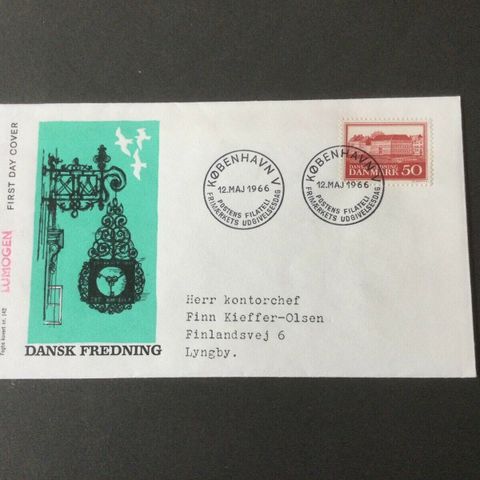 FIRST DAY COVER
LUMOGEN
DANSK FREDNING
KØBENHAVN V
12.MAJ 1966
POSTENS FILATELI
FRIMÆRKETS UDGIVELSESDAG
KØBENHAVN V
12.MAJ 1966
POSTENS FILATELI
FRIMÆRKETS UDGIVELSESDAG
DANMARK 50
Herr kontorchef
Finn Kieffer-Olsen
Finlandsvej 6
Lyngby.